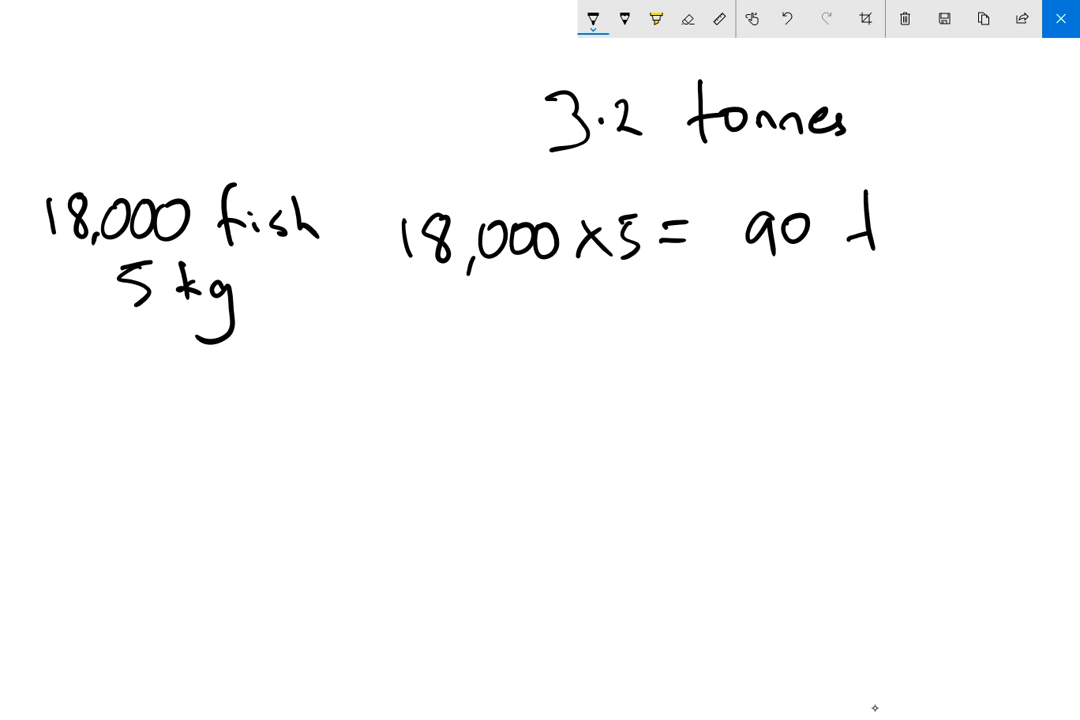 3.2 tonnes
18,000 fish
18,000 x 5 = 90 t
5 kg